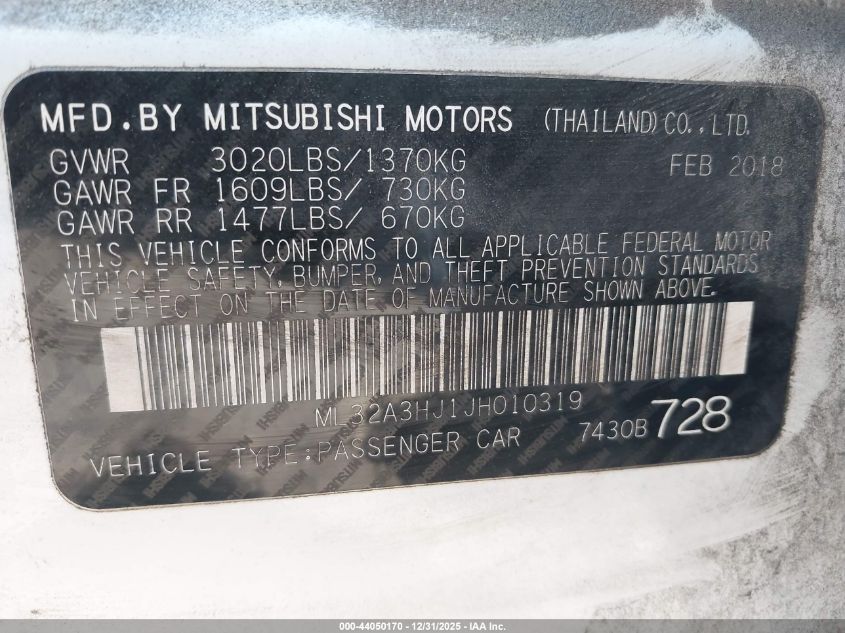 MFD.BY MITSUBISHI MOTORS (THAILAND)CO.,LTD.
GVWR 3020LBS/1370KG FEB 2018
GAWR FR 1609LBS/ 730KG
GAWR RR 1477LBS/ 670KG
THIS VEHICLE CONFORMS TO ALL APPLICABLE FEDERAL MOTOR
VEHICLE SAFETY, BUMPER, AND THEFT PREVENTION STANDARDS
IN EFFECT ON THE DATE OF MANUFACTURE SHOWN ABOVE.
ML32A3HJ1JH010319
VEHICLE TYPE:PASSENGER CAR 7430B 728
000-44050170 - 12/31/2025 - IAA Inc.